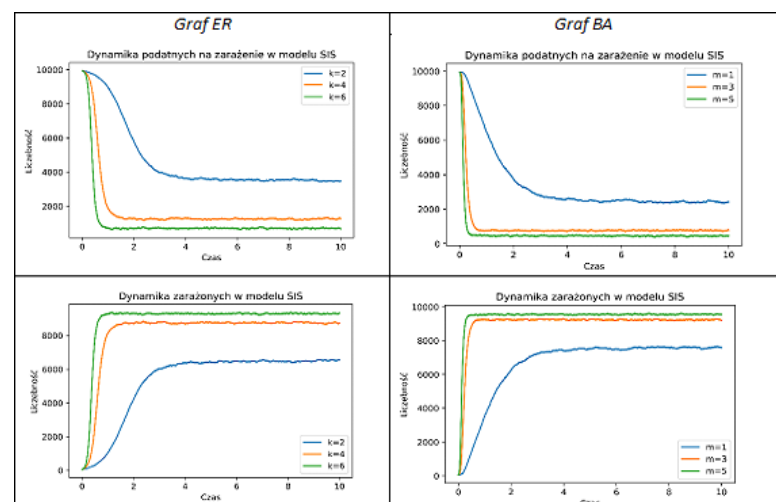 Graf ER
Graf BA
Dynamika podatnych na zarażenie w modelu SIS
10000
8000
6000
4000
2000
Liczebność
k=2
k=4
k=6
0
2
4
6
8
10
Czas
Dynamika podatnych na zarażenie w modelu SIS
10000
8000
6000
4000
2000
0
Liczebność
m=1
m=3
m=5
0
2
4
6
8
10
Czas
Dynamika zarażonych w modelu SIS
8000
6000
4000
2000
0
Liczebność
k=2
k=4
k=6
0
2
4
6
8
10
Czas
Dynamika zarażonych w modelu SIS
10000
8000
6000
4000
2000
0
Liczebność
m=1
m=3
m=5
0
2
4
6
8
10
Czas